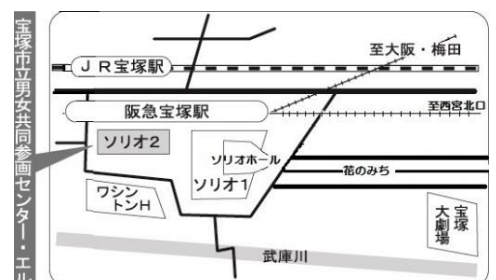 宝塚市立男女共同参画センター・エル
JR宝塚駅
至大阪・梅田
阪急宝塚駅
至西宮北口
ソリオ2
ソリオホール
ソリオ1
花のみち
ワシン
トンH
宝塚
大劇場
武庫川